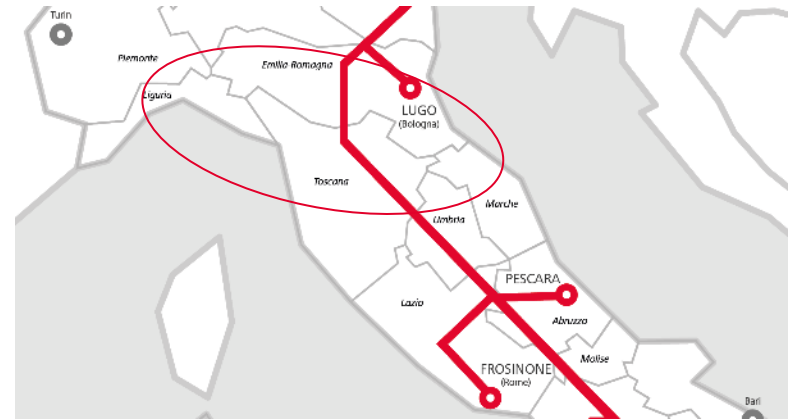 Turin
Piemonte
Emilia Romagna
Liguria
LUGO
(Bologna)
Toscana
Marche
Umbria
PESCARA
Lazio
Abruzzo
Molise
FROSINONE
(Rome)
Bari